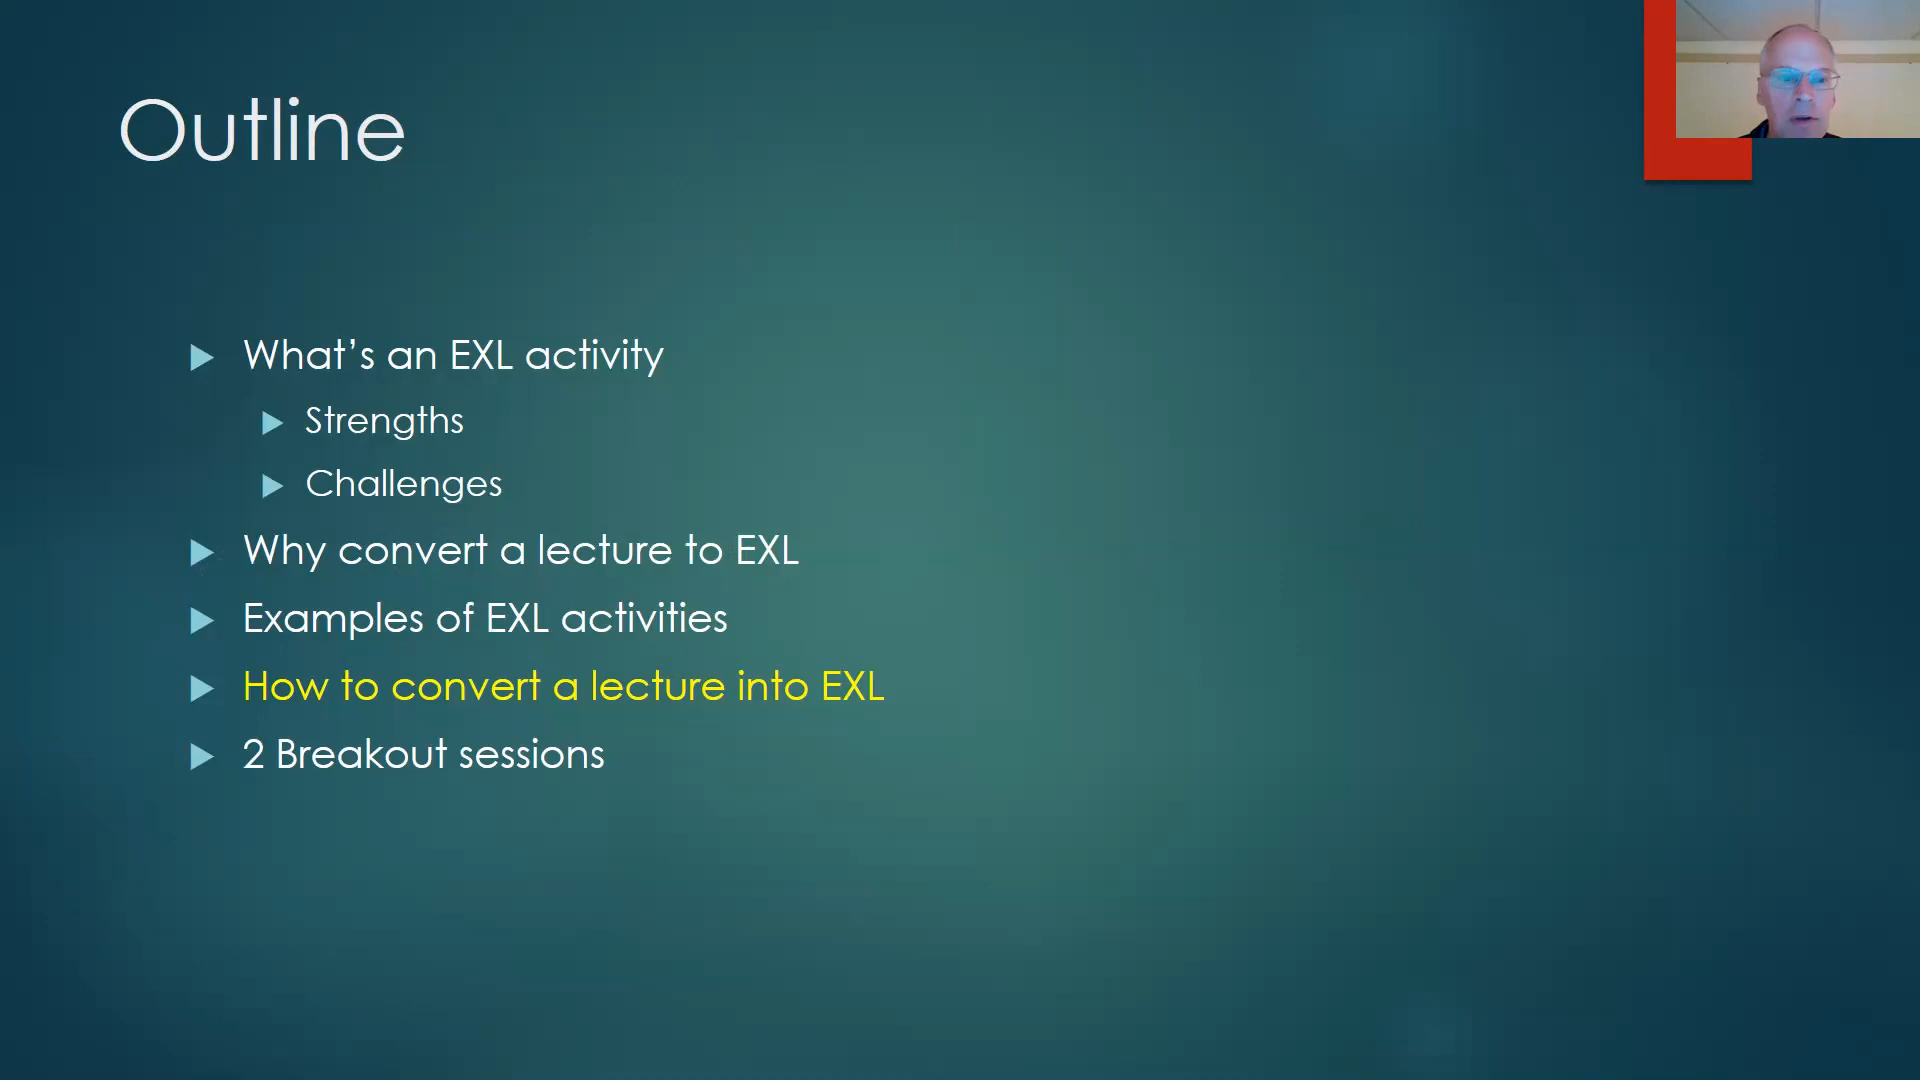 Outline
What's an EXL activity
Strengths
Challenges
Why convert a lecture to EXL
Examples of EXL activities
How to convert a lecture into EXL
2 Breakout sessions